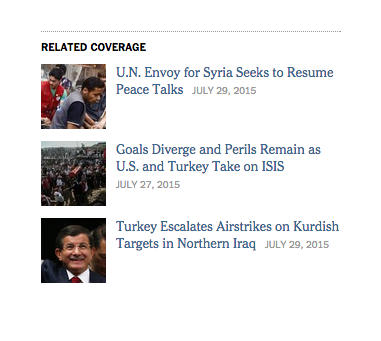 RELATED COVERAGE
U.N. Envoy for Syria Seeks to Resume
Peace Talks JULY 29, 2015
Goals Diverge and Perils Remain as
U.S. and Turkey Take on ISIS
JULY 27, 2015
Turkey Escalates Airstrikes on Kurdish
Targets in Northern Iraq JULY 29, 2015